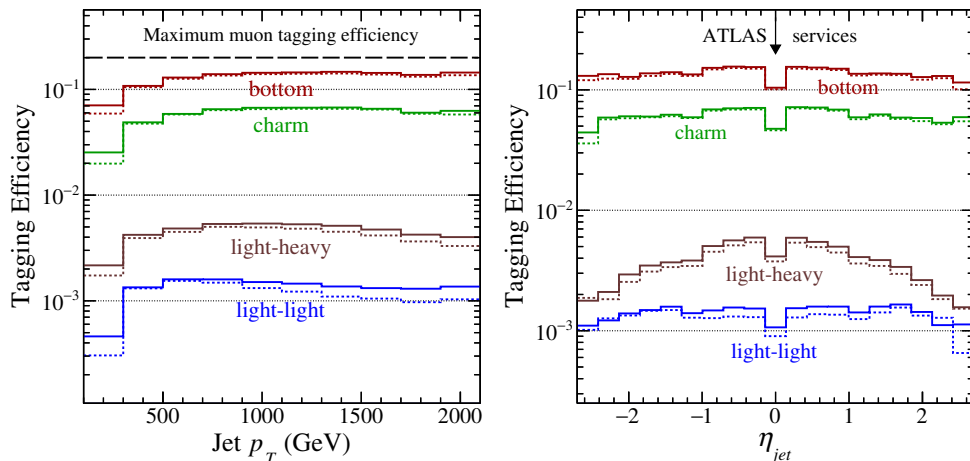 Maximum muon tagging efficiency
bottom
charm
light-heavy
light-light
Tagging Efficiency
10⁻¹
10⁻²
10⁻³
500 1000 1500 2000
Jet p_T (GeV)
ATLAS services
bottom
charm
light-heavy
light-light
Tagging Efficiency
10⁻¹
10⁻²
10⁻³
−2 −1 0 1 2
η_jet